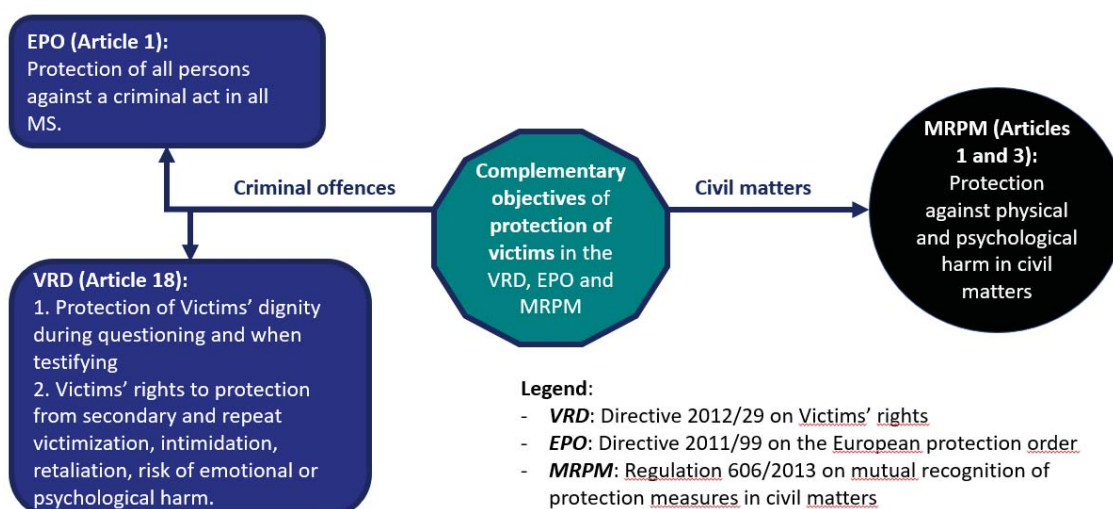 EPO (Article 1):
Protection of all persons
against a criminal act in all
MS.
Criminal offences
Complementary
objectives of
protection of
victims in the
VRD, EPO and
MRPM
Civil matters
MRPM (Articles
1 and 3):
Protection
against physical
and psychological
harm in civil
matters
VRD (Article 18):
1. Protection of Victims’ dignity
during questioning and when
testifying
2. Victims’ rights to protection
from secondary and repeat
victimization, intimidation,
retaliation, risk of emotional or
psychological harm.
Legend:
- VRD: Directive 2012/29 on Victims’ rights
- EPO: Directive 2011/99 on the European protection order
- MRPM: Regulation 606/2013 on mutual recognition of
protection measures in civil matters